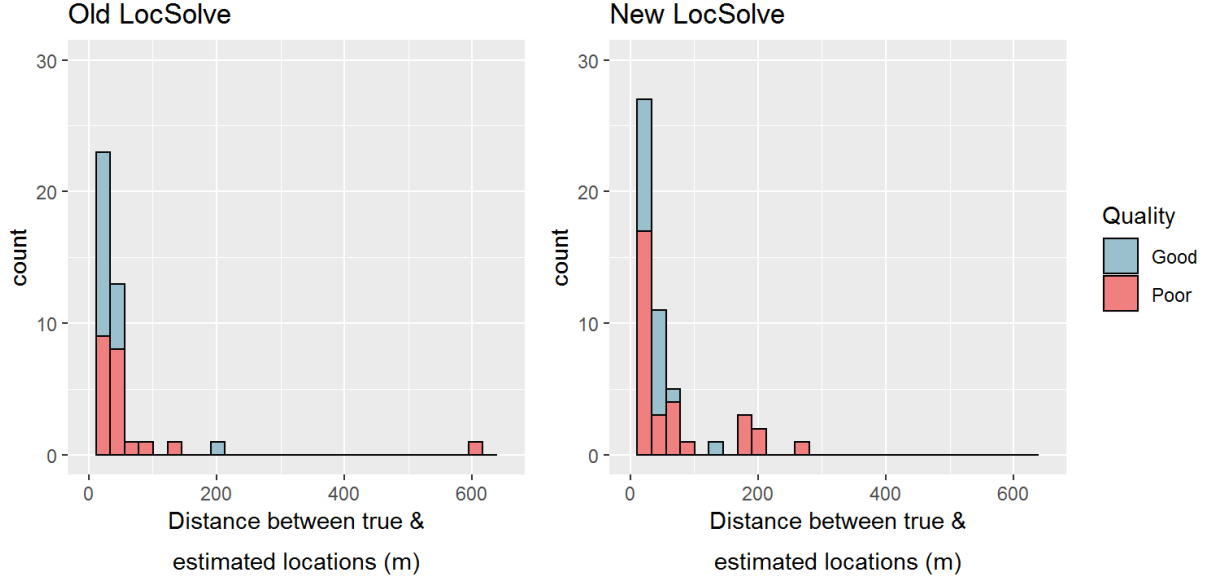 Old LocSolve
30
20
10
0
count
0 200 400 600
Distance between true &
estimated locations (m)
New LocSolve
30
20
10
0
count
0 200 400 600
Distance between true &
estimated locations (m)
Quality
Good
Poor